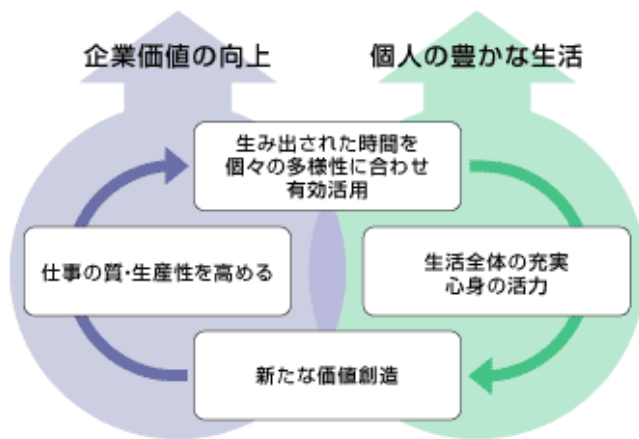 企業価値の向上
個人の豊かな生活
生み出された時間を
個々の多様性に合わせ
有効活用
仕事の質・生産性を高める
生活全体の充実
心身の活力
新たな価値創造